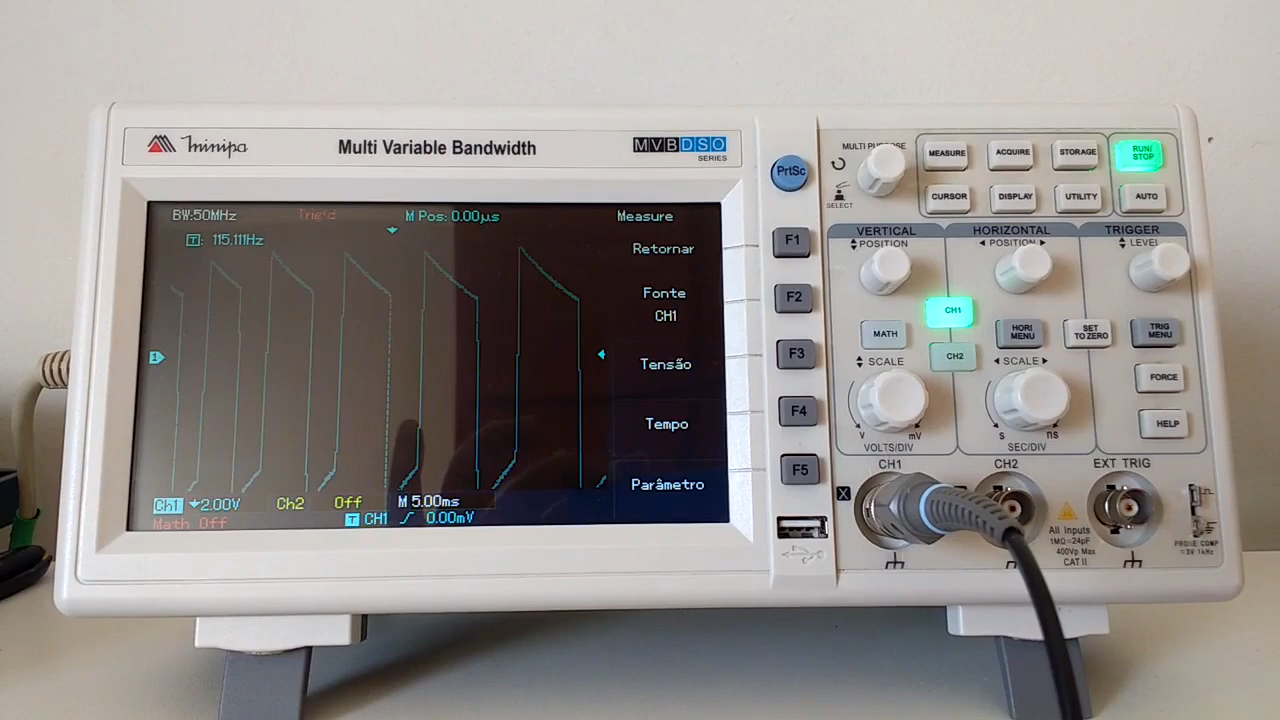 minipa
Multi Variable Bandwidth
MVBDSO
SERIES
BW:50MHz
Trig'd
M Pos: 0.00µs
Measure
T: 115.111Hz
Retornar
Fonte
CH1
Tensão
Tempo
Parâmetro
1
Ch1 2.00V
Ch2 Off
M 5.00ms
Math Off
T CH1 0.00mV
PrtSc
F1
F2
F3
F4
F5
MULTI PURPOSE
SELECT
MEASURE
ACQUIRE
STORAGE
RUN/
STOP
CURSOR
DISPLAY
UTILITY
AUTO
VERTICAL
HORIZONTAL
TRIGGER
POSITION
POSITION
LEVEL
CH1
MATH
HORI
MENU
SET
TO ZERO
TRIG
MENU
CH2
SCALE
SCALE
FORCE
V
mV
s
ns
HELP
VOLTS/DIV
SEC/DIV
CH1
CH2
EXT TRIG
X
All Inputs
1MΩ=24pF
400Vp.Max
CAT II
PROBE COMP
≈3V 1kHz